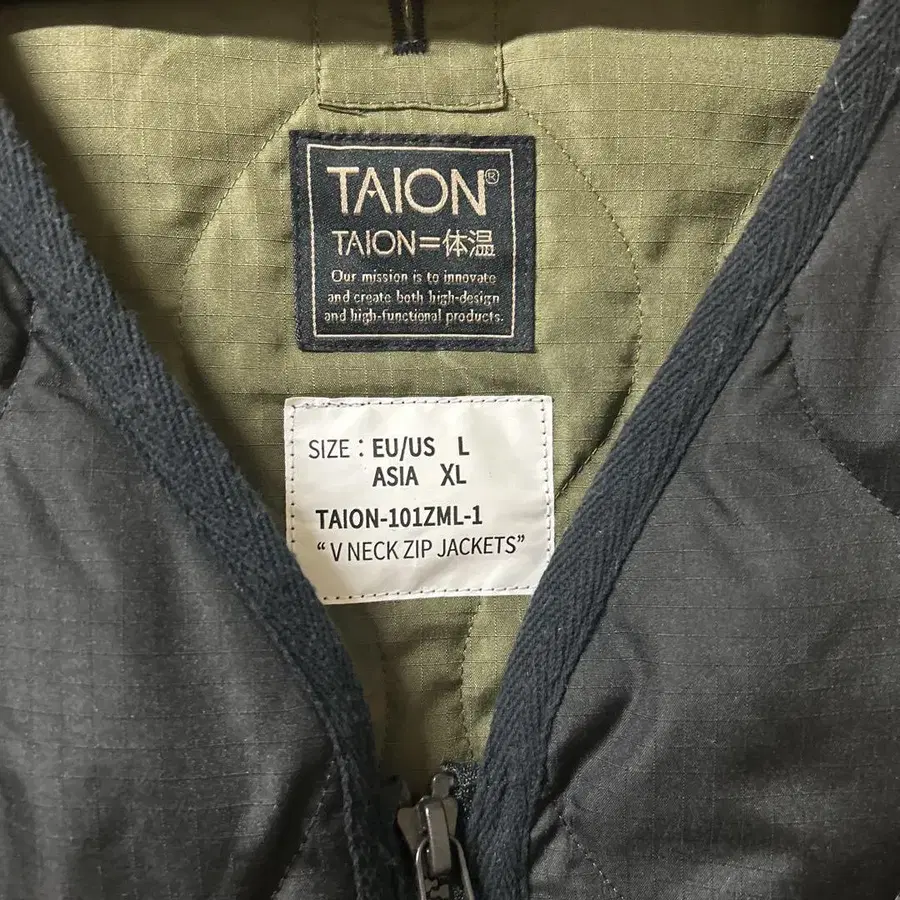 TAION®
TAION=体温
Our mission is to innovate
and create both high-design
and high-functional products.
SIZE : EU/US L
ASIA XL
TAION-101ZML-1
“V NECK ZIP JACKETS”